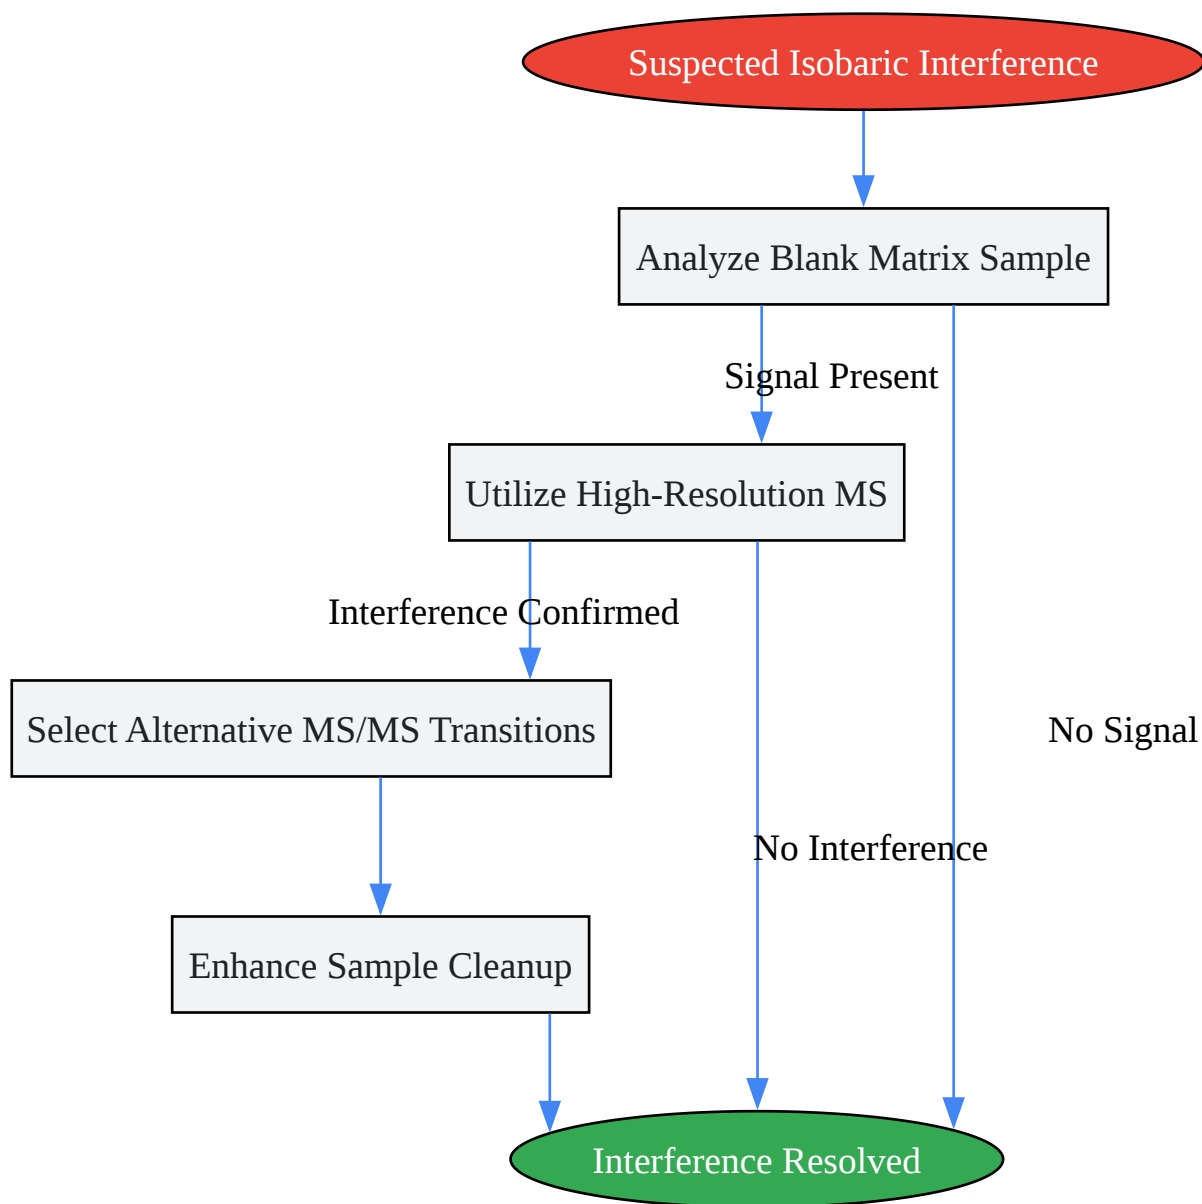 Suspected Isobaric Interference
Analyze Blank Matrix Sample
Signal Present
Utilize High-Resolution MS
Interference Confirmed
Select Alternative MS/MS Transitions
No Signal
No Interference
Enhance Sample Cleanup
Interference Resolved